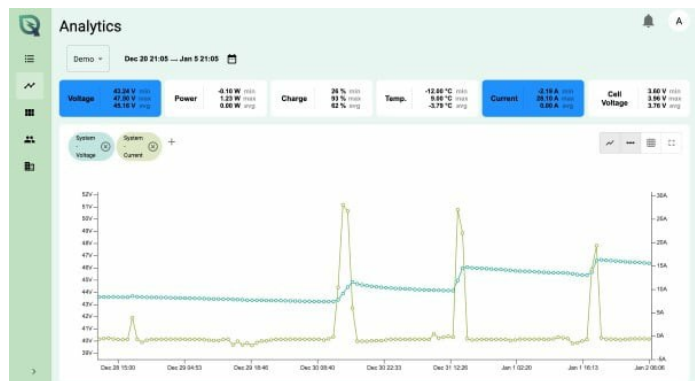 Analytics
A
Demo
Dec 20 21:05 — Jan 5 21:05
Voltage
43.24 V min
47.00 V max
45.10 V avg
Power
-0.10 W min
1.23 W max
0.00 W avg
Charge
26 % min
93 % max
62 % avg
Temp.
-12.00 °C min
9.00 °C max
-3.79 °C avg
Current
-2.19 A min
28.10 A max
0.00 A avg
Cell
Voltage
3.60 V min
3.96 V max
3.76 V avg
System
-
Voltage
System
-
Current
52V
51V
50V
49V
48V
47V
46V
45V
44V
43V
42V
41V
40V
39V
30A
25A
20A
15A
10A
5A
0A
-5A
Dec 28 15:00
Dec 29 04:53
Dec 29 18:46
Dec 30 08:40
Dec 30 22:33
Dec 31 12:26
Jan 1 02:20
Jan 1 16:13
Jan 2 06:06